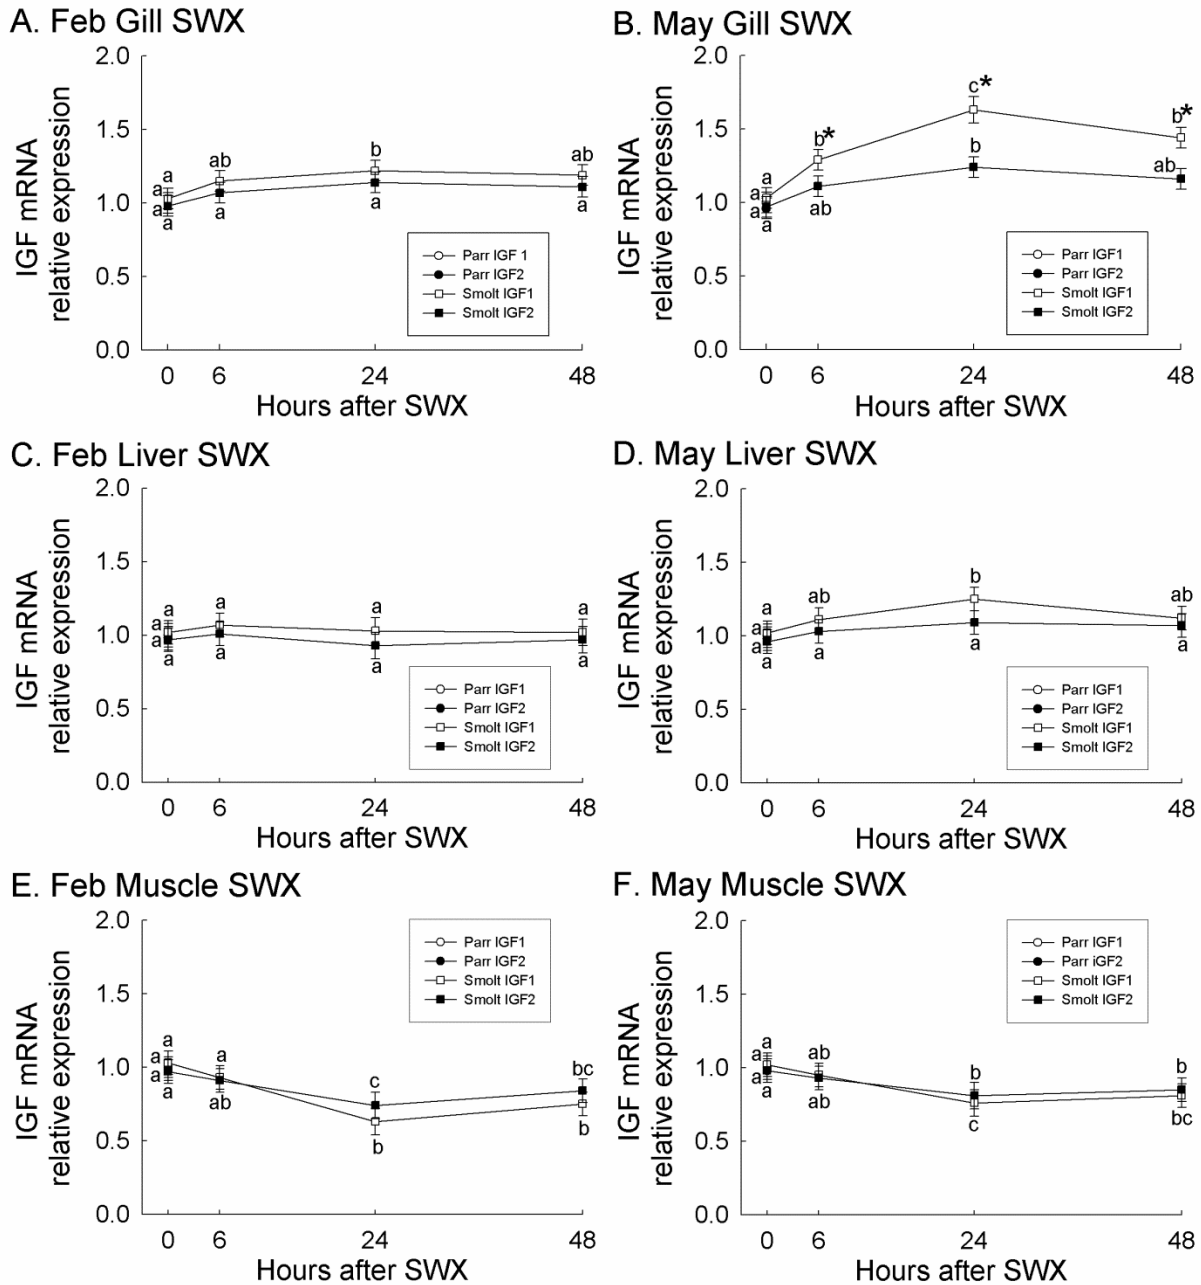 A. Feb Gill SWX
IGF mRNA
relative expression
2.0
1.5
1.0
0.5
0.0
a
a
a
a
ab
a
b
a
ab
a
Parr IGF 1
Parr IGF2
Smolt IGF1
Smolt IGF2
0 6 24 48
Hours after SWX
B. May Gill SWX
IGF mRNA
relative expression
2.0
1.5
1.0
0.5
0.0
a
a
a
a
b*
ab
c*
b
b*
ab
Parr IGF1
Parr IGF2
Smolt IGF1
Smolt IGF2
0 6 24 48
Hours after SWX
C. Feb Liver SWX
IGF mRNA
relative expression
2.0
1.5
1.0
0.5
0.0
a
a
a
a
a
a
a
a
a
a
Parr IGF1
Parr IGF2
Smolt IGF1
Smolt IGF2
0 6 24 48
Hours after SWX
D. May Liver SWX
IGF mRNA
relative expression
2.0
1.5
1.0
0.5
0.0
a
a
a
a
ab
a
b
a
ab
a
Parr IGF1
Parr IGF2
Smolt IGF1
Smolt IGF2
0 6 24 48
Hours after SWX
E. Feb Muscle SWX
IGF mRNA
relative expression
2.0
1.5
1.0
0.5
0.0
Parr IGF1
Parr IGF2
Smolt IGF1
Smolt IGF2
a
a
a
a
a
ab
c
b
bc
b
0 6 24 48
Hours after SWX
F. May Muscle SWX
IGF mRNA
relative expression
2.0
1.5
1.0
0.5
0.0
Parr IGF1
Parr iGF2
Smolt IGF1
Smolt IGF2
a
a
a
a
ab
ab
b
c
b
bc
0 6 24 48
Hours after SWX